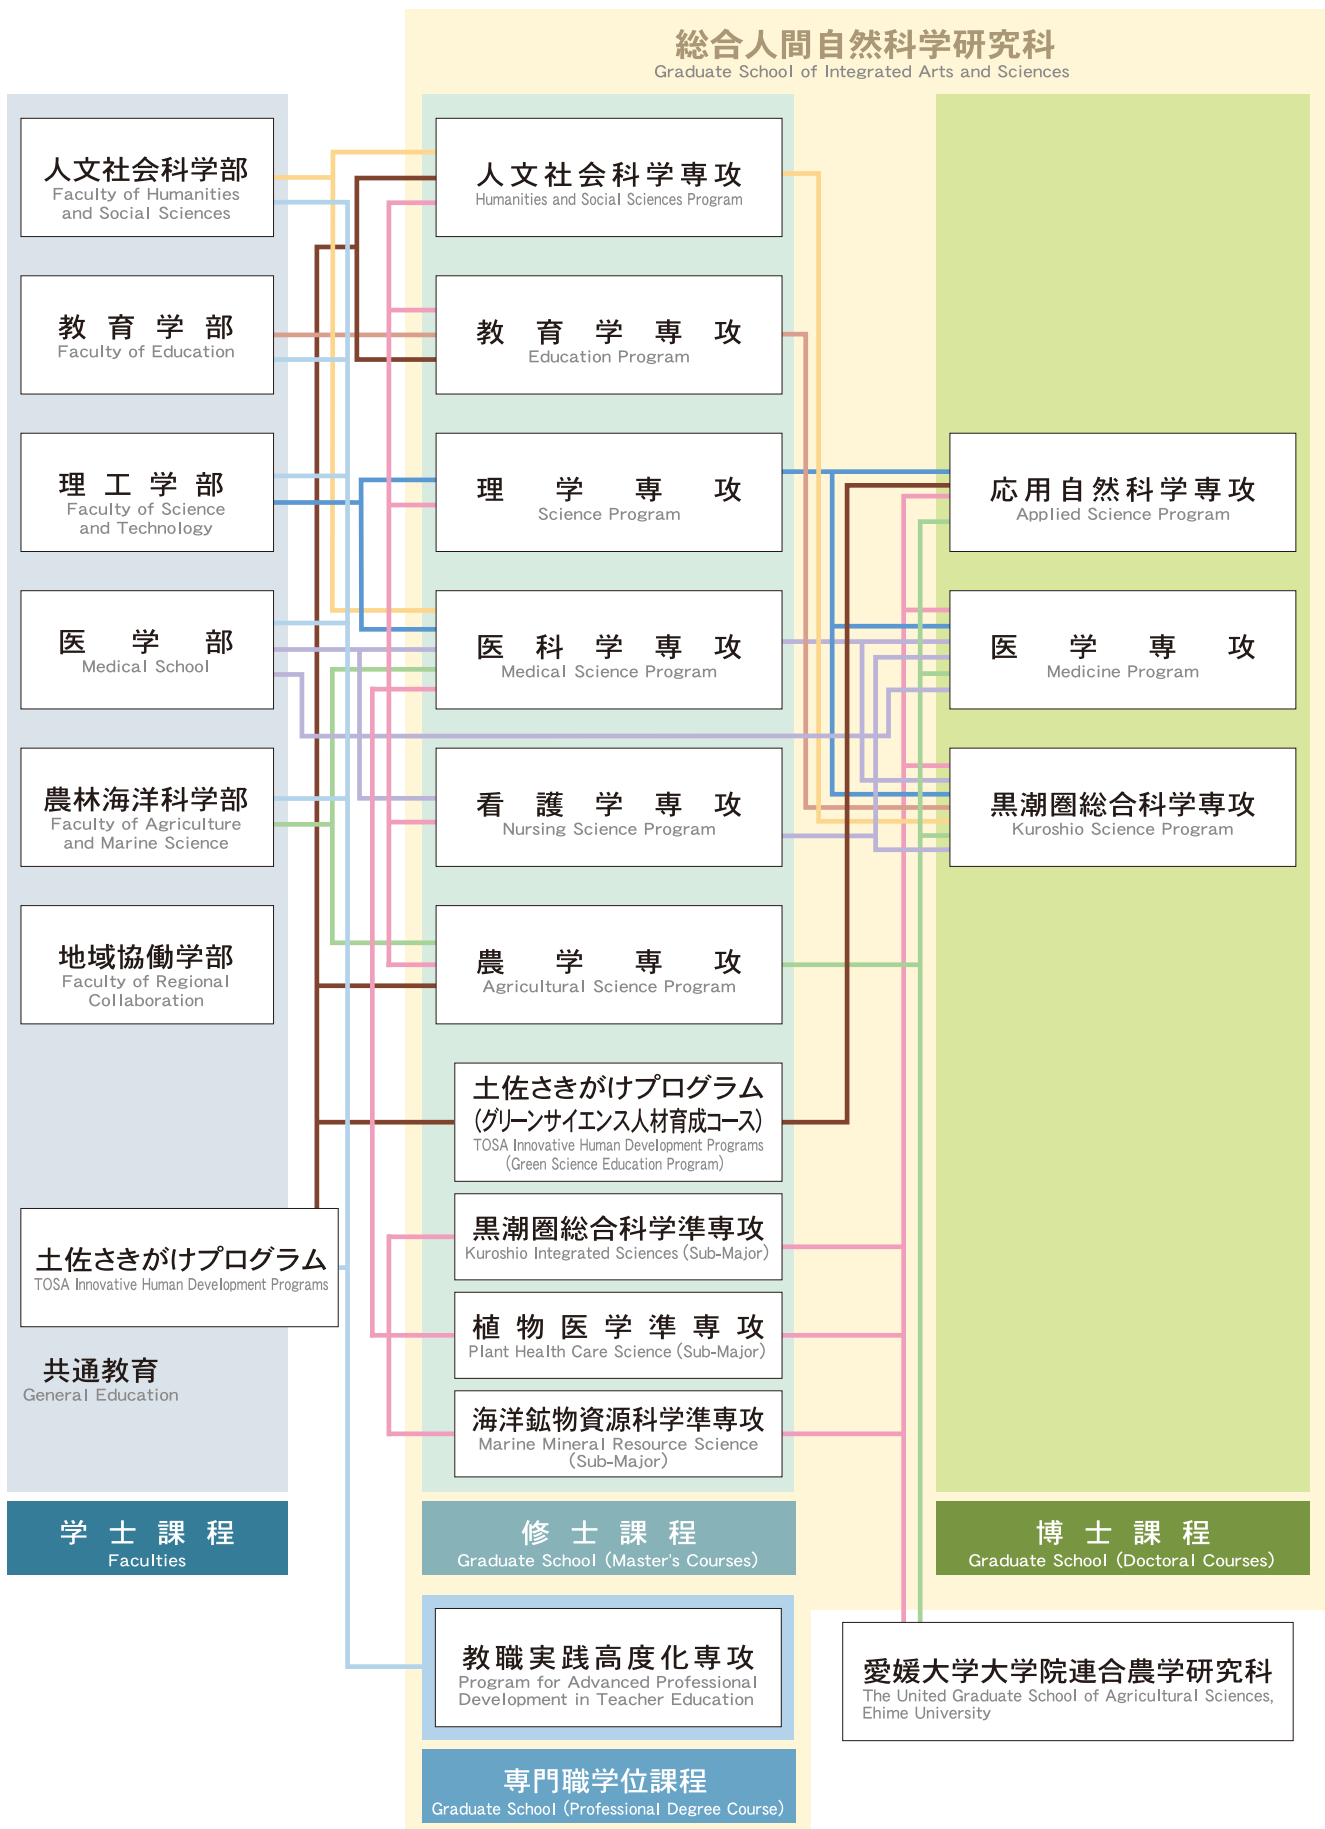 総合人間自然科学研究科
Graduate School of Integrated Arts and Sciences
人文社会科学部
Faculty of Humanities
and Social Sciences
教育学部
Faculty of Education
理工学部
Faculty of Science
and Technology
医学部
Medical School
農林海洋科学部
Faculty of Agriculture
and Marine Science
地域協働学部
Faculty of Regional
Collaboration
土佐さきがけプログラム
TOSA Innovative Human Development Programs
共通教育
General Education
学士課程
Faculties
人文社会科学専攻
Humanities and Social Sciences Program
教育学専攻
Education Program
理学専攻
Science Program
医科学専攻
Medical Science Program
看護学専攻
Nursing Science Program
農学専攻
Agricultural Science Program
土佐さきがけプログラム
(グリーンサイエンス人材育成コース)
TOSA Innovative Human Development Programs
(Green Science Education Program)
黒潮圏総合科学準専攻
Kuroshio Integrated Sciences (Sub-Major)
植物医学準専攻
Plant Health Care Science (Sub-Major)
海洋鉱物資源科学準専攻
Marine Mineral Resource Science
(Sub-Major)
修士課程
Graduate School (Master's Courses)
教職実践高度化専攻
Program for Advanced Professional
Development in Teacher Education
専門職学位課程
Graduate School (Professional Degree Course)
応用自然科学専攻
Applied Science Program
医学専攻
Medicine Program
黒潮圏総合科学専攻
Kuroshio Science Program
博士課程
Graduate School (Doctoral Courses)
愛媛大学大学院連合農学研究科
The United Graduate School of Agricultural Sciences,
Ehime University